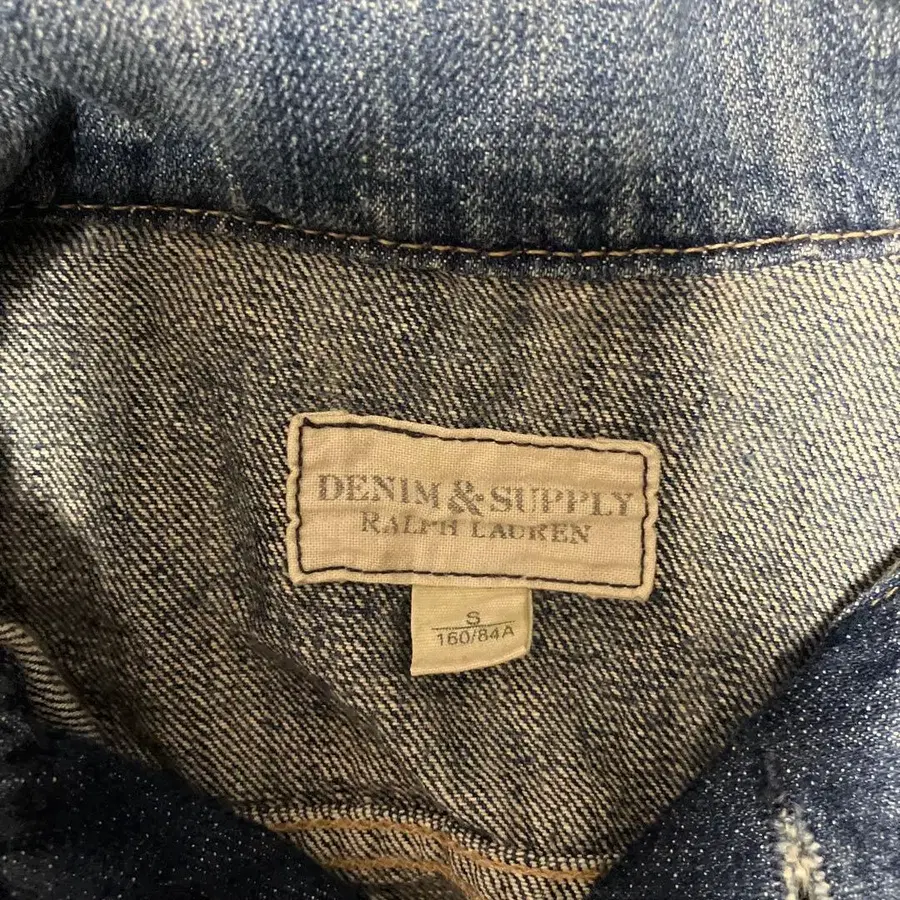 DENIM & SUPPLY
RALPH LAUREN
S
160/84A